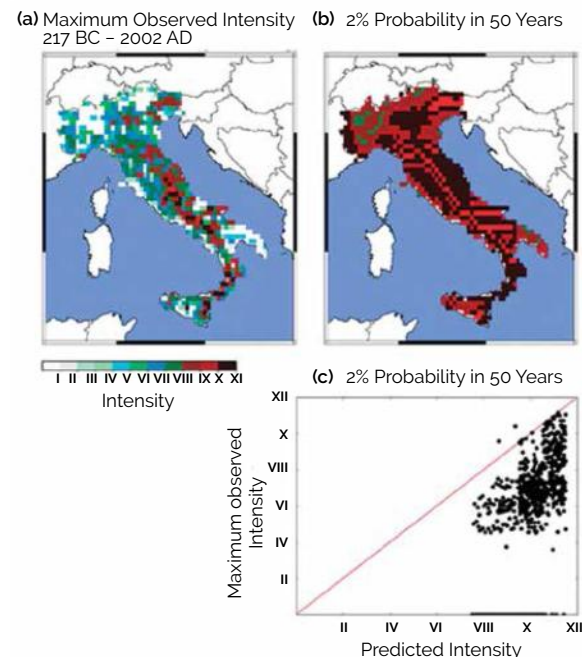 (a) Maximum Observed Intensity
217 BC – 2002 AD
(b) 2% Probability in 50 Years
I II III IV V VI VII VIII IX X XI
Intensity
(c) 2% Probability in 50 Years
XII
X
VIII
VI
IV
II
Maximum observed
Intensity
II IV VI VIII X XII
Predicted Intensity